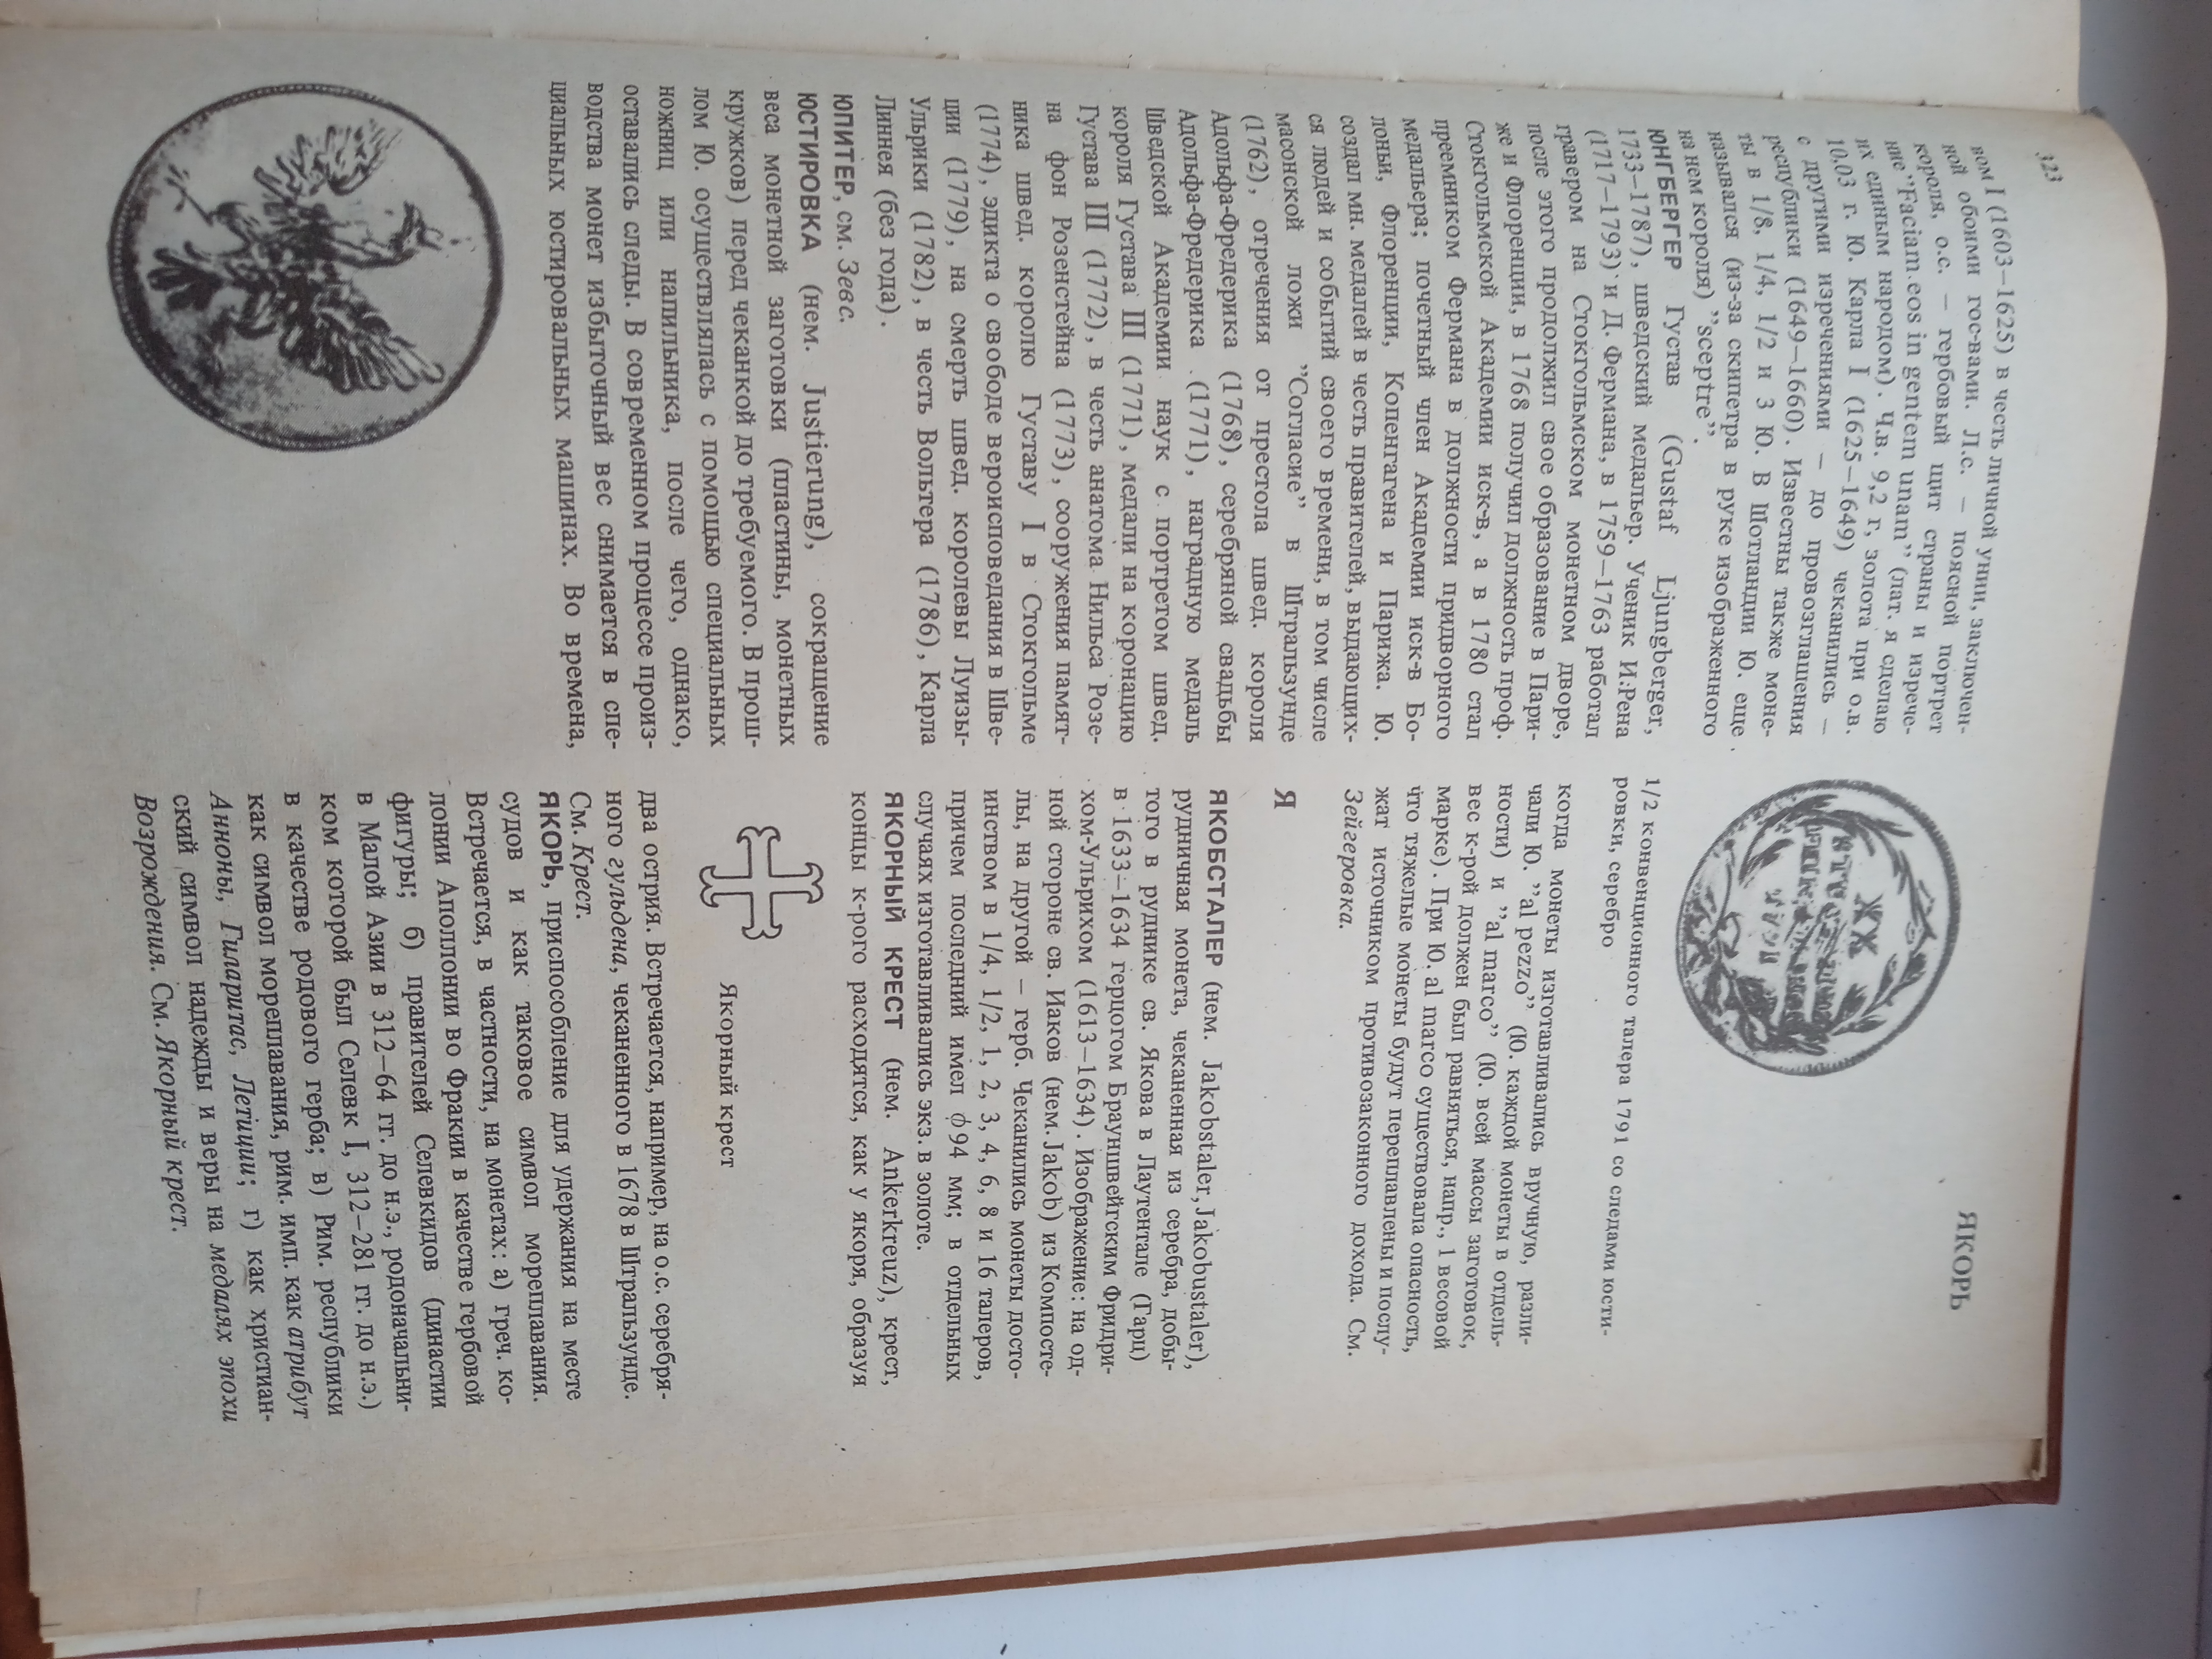 323
ЯКОРЬ
вом I (1603—1625) в честь личной унии, заключен-
ной обоими гос-вами. Л.с. — поясной портрет
короля, о.с. — гербовый щит страны и изрече-
ние "Faciam eos in gentem unam" (лат. я сделаю
их единым народом). Ч.в. 9,2 г, золота при о.в.
10,03 г. Ю. Карла I (1625—1649) чеканились —
с другими изречениями — до провозглашения
республики (1649—1660). Известны также моне-
ты в 1/8, 1/4, 1/2 и 3 Ю. В Шотландии Ю. еще
назывался (из-за скипетра в руке изображенного
на нем короля) "sceptre".
ЮНГБЕРГЕР Густав (Gustaf Ljungberger,
1733—1787), шведский медальер. Ученик И.Рена
(1717—1793) и Д. Фермана, в 1759—1763 работал
гравером на Стокгольмском монетном дворе,
после этого продолжил свое образование в Пари-
же и Флоренции, в 1768 получил должность проф.
Стокгольмской Академии иск-в, а в 1780 стал
преемником Фермана в должности придворного
медальера; почетный член Академии иск-в Бо-
лоньи, Флоренции, Копенгагена и Парижа. Ю.
создал мн. медалей в честь правителей, выдающих-
ся людей и событий своего времени, в том числе
масонской ложи "Согласие" в Штральзунде
(1762), отречения от престола швед. короля
Адольфа-Фредерика (1768), серебряной свадьбы
Адольфа-Фредерика (1771), наградную медаль
Шведской Академии наук с портретом швед.
короля Густава III (1771), медали на коронацию
Густава III (1772), в честь анатома Нильса Розе-
на фон Розенстейна (1773), сооружения памят-
ника швед. королю Густаву I в Стокгольме
(1774), эдикта о свободе вероисповедания в Шве-
ции (1779), на смерть швед. королевы Луизы-
Ульрики (1782), в честь Вольтера (1786), Карла
Линнея (без года).
ЮПИТЕР, см. Зевс.
ЮСТИРОВКА (нем. Justierung), сокращение
веса монетной заготовки (пластины, монетных
кружков) перед чеканкой до требуемого. В прош-
лом Ю. осуществлялась с помощью специальных
ножниц или напильника, после чего, однако,
оставались следы. В современном процессе произ-
водства монет избыточный вес снимается в спе-
циальных юстировальных машинах. Во времена,
1/2 конвенционного талера 1791 со следами юсти-
ровки, серебро
когда монеты изготавливались вручную, разли-
чали Ю. "al pezzo" (Ю. каждой монеты в отдель-
ности) и "al marco" (Ю. всей массы заготовок,
вес к-рой должен был равняться, напр., 1 весовой
марке). При Ю. al marco существовала опасность,
что тяжелые монеты будут переплавлены и послу-
жат источником противозаконного дохода. См.
Зейгеровка.
Я
ЯКОБСТАЛЕР (нем. Jakobstaler, Jakobustaler),
рудничная монета, чеканенная из серебра, добы-
того в руднике св. Якова в Лаутентале (Гарц)
в 1633—1634 герцогом Брауншвейгским Фридри-
хом-Ульрихом (1613—1634). Изображение: на од-
ной стороне св. Иаков (нем. Jakob) из Компосте-
лы, на другой — герб. Чеканились монеты досто-
инством в 1/4, 1/2, 1, 2, 3, 4, 6, 8 и 16 талеров,
причем последний имел ϕ 94 мм; в отдельных
случаях изготавливались экз. в золоте.
ЯКОРНЫЙ КРЕСТ (нем. Ankerkreuz), крест,
концы к-рого расходятся, как у якоря, образуя
Якорный крест
два острия. Встречается, например, на о.с. серебря-
ного гульдена, чеканенного в 1678 в Штральзунде.
См. Крест.
ЯКОРЬ, приспособление для удержания на месте
судов и как таковое символ мореплавания.
Встречается, в частности, на монетах: а) греч. ко-
лонии Аполлонии во Фракии в качестве гербовой
фигуры; б) правителей Селевкидов (династии
в Малой Азии в 312—64 гг. до н.э., родоначальни-
ком которой был Селевк I, 312—281 гг. до н.э.)
в качестве родового герба; в) Рим. республики
как символ мореплавания, рим. имп. как атрибут
Анноны, Гиларитас, Летиции; г) как христиан-
ский символ надежды и веры на медалях эпохи
Возрождения. См. Якорный крест.